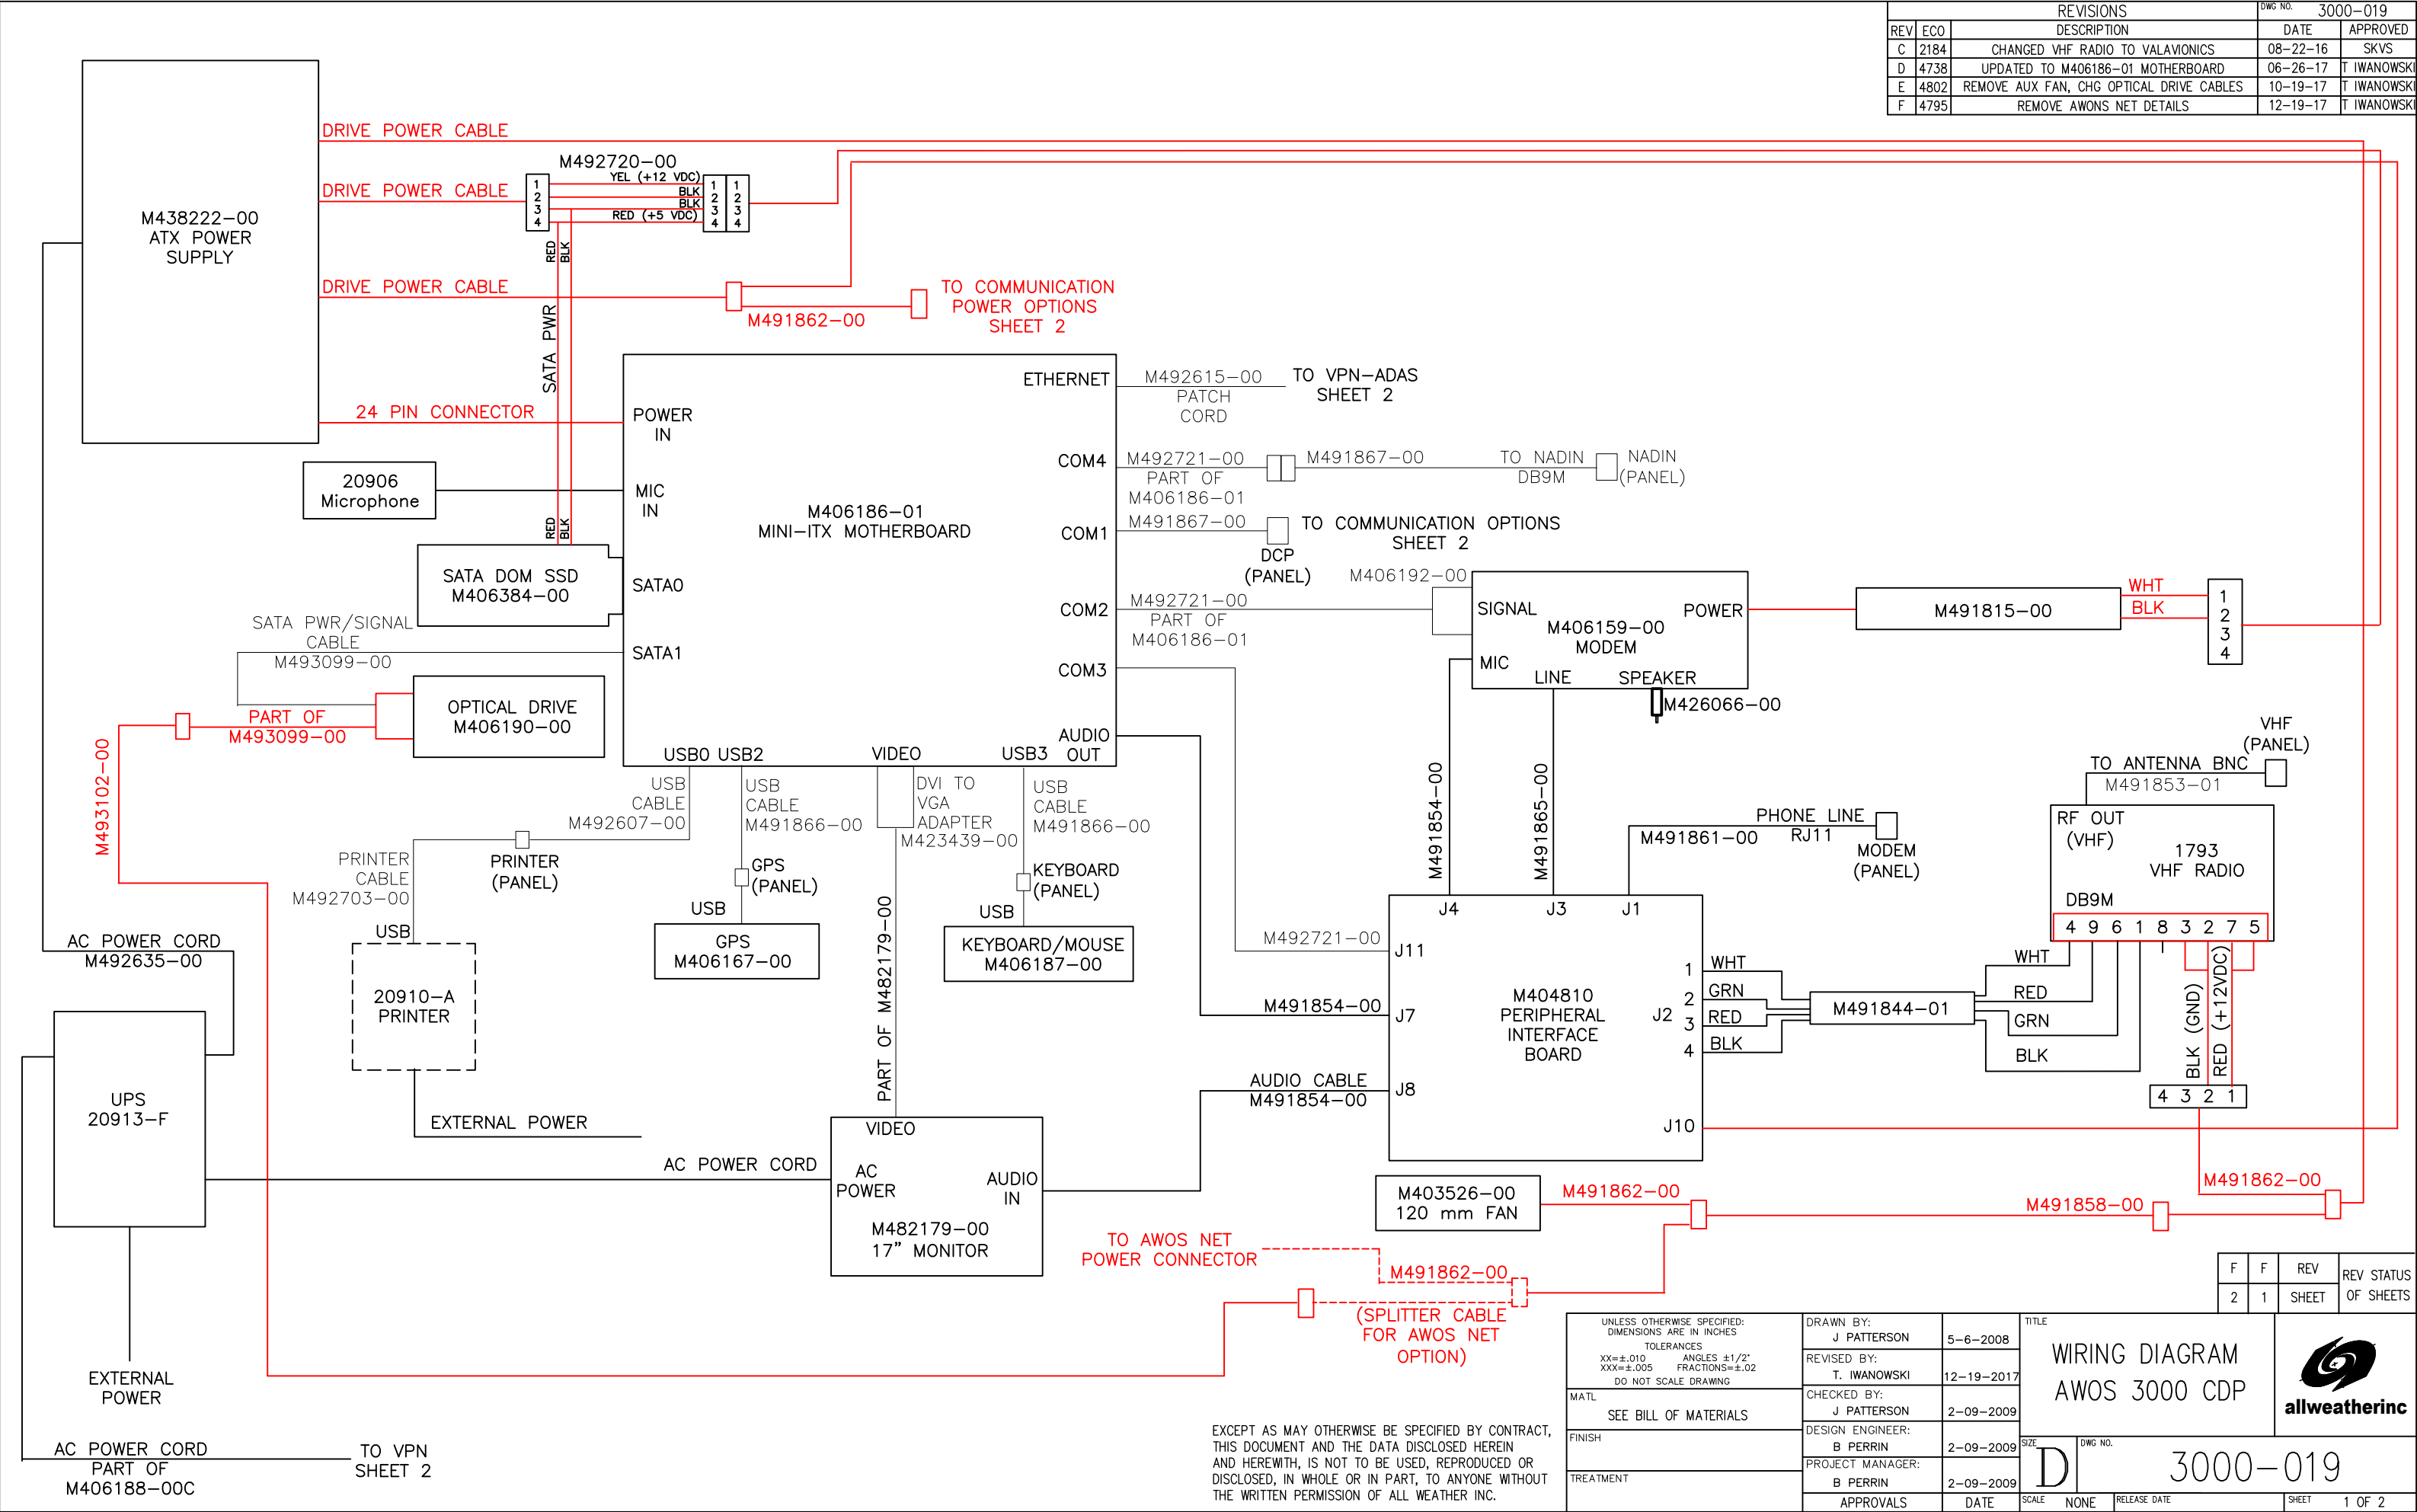 REVISIONS
DWG NO. 3000-019
REV ECO DESCRIPTION DATE APPROVED
C 2184 CHANGED VHF RADIO TO VALAVIONICS 08-22-16 SKVS
D 4738 UPDATED TO M406186-01 MOTHERBOARD 06-26-17 T IWANOWSKI
E 4802 REMOVE AUX FAN, CHG OPTICAL DRIVE CABLES 10-19-17 T IWANOWSKI
F 4795 REMOVE AWONS NET DETAILS 12-19-17 T IWANOWSKI
M438222-00
ATX POWER
SUPPLY
DRIVE POWER CABLE
DRIVE POWER CABLE
DRIVE POWER CABLE
24 PIN CONNECTOR
M492720-00
1
2
3
4
YEL (+12 VDC)
BLK
BLK
RED (+5 VDC)
1
2
3
4
1
2
3
4
RED
BLK
SATA PWR
RED
BLK
M491862-00
TO COMMUNICATION
POWER OPTIONS
SHEET 2
20906
Microphone
SATA DOM SSD
M406384-00
SATA PWR/SIGNAL
CABLE
M493099-00
OPTICAL DRIVE
M406190-00
PART OF
M493099-00
M493102-00
M406186-01
MINI-ITX MOTHERBOARD
POWER
IN
MIC
IN
SATA0
SATA1
ETHERNET
COM4
COM1
COM2
COM3
AUDIO
OUT
USB0 USB2
VIDEO
USB3
M492615-00
PATCH
CORD
TO VPN-ADAS
SHEET 2
M492721-00
PART OF
M406186-01
M491867-00
TO NADIN
DB9M
NADIN
(PANEL)
M491867-00
DCP
(PANEL)
TO COMMUNICATION OPTIONS
SHEET 2
M492721-00
PART OF
M406186-01
M406192-00
SIGNAL
POWER
M406159-00
MODEM
MIC
LINE
SPEAKER
M426066-00
M491815-00
WHT
BLK
1
2
3
4
USB
CABLE
M492607-00
USB
CABLE
M491866-00
DVI TO
VGA
ADAPTER
M423439-00
USB
CABLE
M491866-00
PRINTER
(PANEL)
PRINTER
CABLE
M492703-00
USB
20910-A
PRINTER
EXTERNAL POWER
GPS
(PANEL)
USB
GPS
M406167-00
KEYBOARD
(PANEL)
USB
KEYBOARD/MOUSE
M406187-00
PART OF M482179-00
AC POWER CORD
M492635-00
UPS
20913-F
AC POWER CORD
EXTERNAL
POWER
AC POWER CORD
PART OF
M406188-00C
TO VPN
SHEET 2
VIDEO
AC
POWER
AUDIO
IN
M482179-00
17" MONITOR
M491854-00
M491865-00
M491861-00
PHONE LINE
RJ11
MODEM
(PANEL)
M492721-00
M491854-00
AUDIO CABLE
M491854-00
J4
J3
J1
J11
J7
J8
J2
J10
M404810
PERIPHERAL
INTERFACE
BOARD
1
2
3
4
WHT
GRN
RED
BLK
M491844-01
WHT
RED
GRN
BLK
VHF
(PANEL)
TO ANTENNA BNC
M491853-01
RF OUT
(VHF)
1793
VHF RADIO
DB9M
4 9 6 1 8 3 2 7 5
BLK (GND)
RED (+12VDC)
4 3 2 1
M491862-00
M403526-00
120 mm FAN
M491862-00
M491858-00
TO AWOS NET
POWER CONNECTOR
M491862-00
(SPLITTER CABLE
FOR AWOS NET
OPTION)
F F REV
2 1 SHEET
REV STATUS
OF SHEETS
EXCEPT AS MAY OTHERWISE BE SPECIFIED BY CONTRACT,
THIS DOCUMENT AND THE DATA DISCLOSED HEREIN
AND HEREWITH, IS NOT TO BE USED, REPRODUCED OR
DISCLOSED, IN WHOLE OR IN PART, TO ANYONE WITHOUT
THE WRITTEN PERMISSION OF ALL WEATHER INC.
UNLESS OTHERWISE SPECIFIED:
DIMENSIONS ARE IN INCHES
TOLERANCES
XX=±.010 ANGLES ±1/2°
XXX=±.005 FRACTIONS=±.02
DO NOT SCALE DRAWING
MATL
SEE BILL OF MATERIALS
FINISH
TREATMENT
DRAWN BY:
J PATTERSON 5-6-2008
REVISED BY:
T. IWANOWSKI 12-19-2017
CHECKED BY:
J PATTERSON 2-09-2009
DESIGN ENGINEER:
B PERRIN 2-09-2009
PROJECT MANAGER:
B PERRIN 2-09-2009
APPROVALS DATE
TITLE
WIRING DIAGRAM
AWOS 3000 CDP
allweatherinc
SIZE
D
DWG NO.
3000-019
SCALE NONE
RELEASE DATE
SHEET 1 OF 2